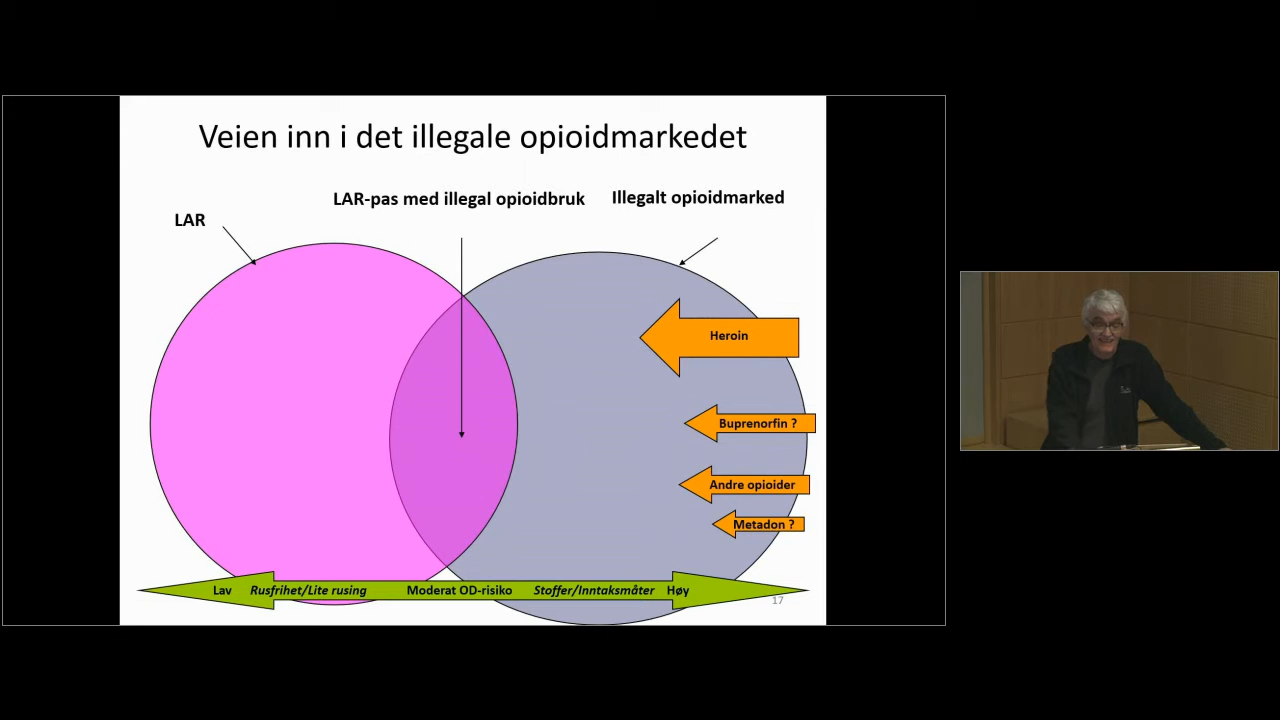 Veien inn i det illegale opioidmarkedet
LAR
LAR-pas med illegal opioidbruk
Illegalt opioidmarked
Heroin
Buprenorfin ?
Andre opioider
Metadon ?
Lav Rusfrihet/Lite rusing Moderat OD-risiko Stoffer/Inntaksmåter Høy
17